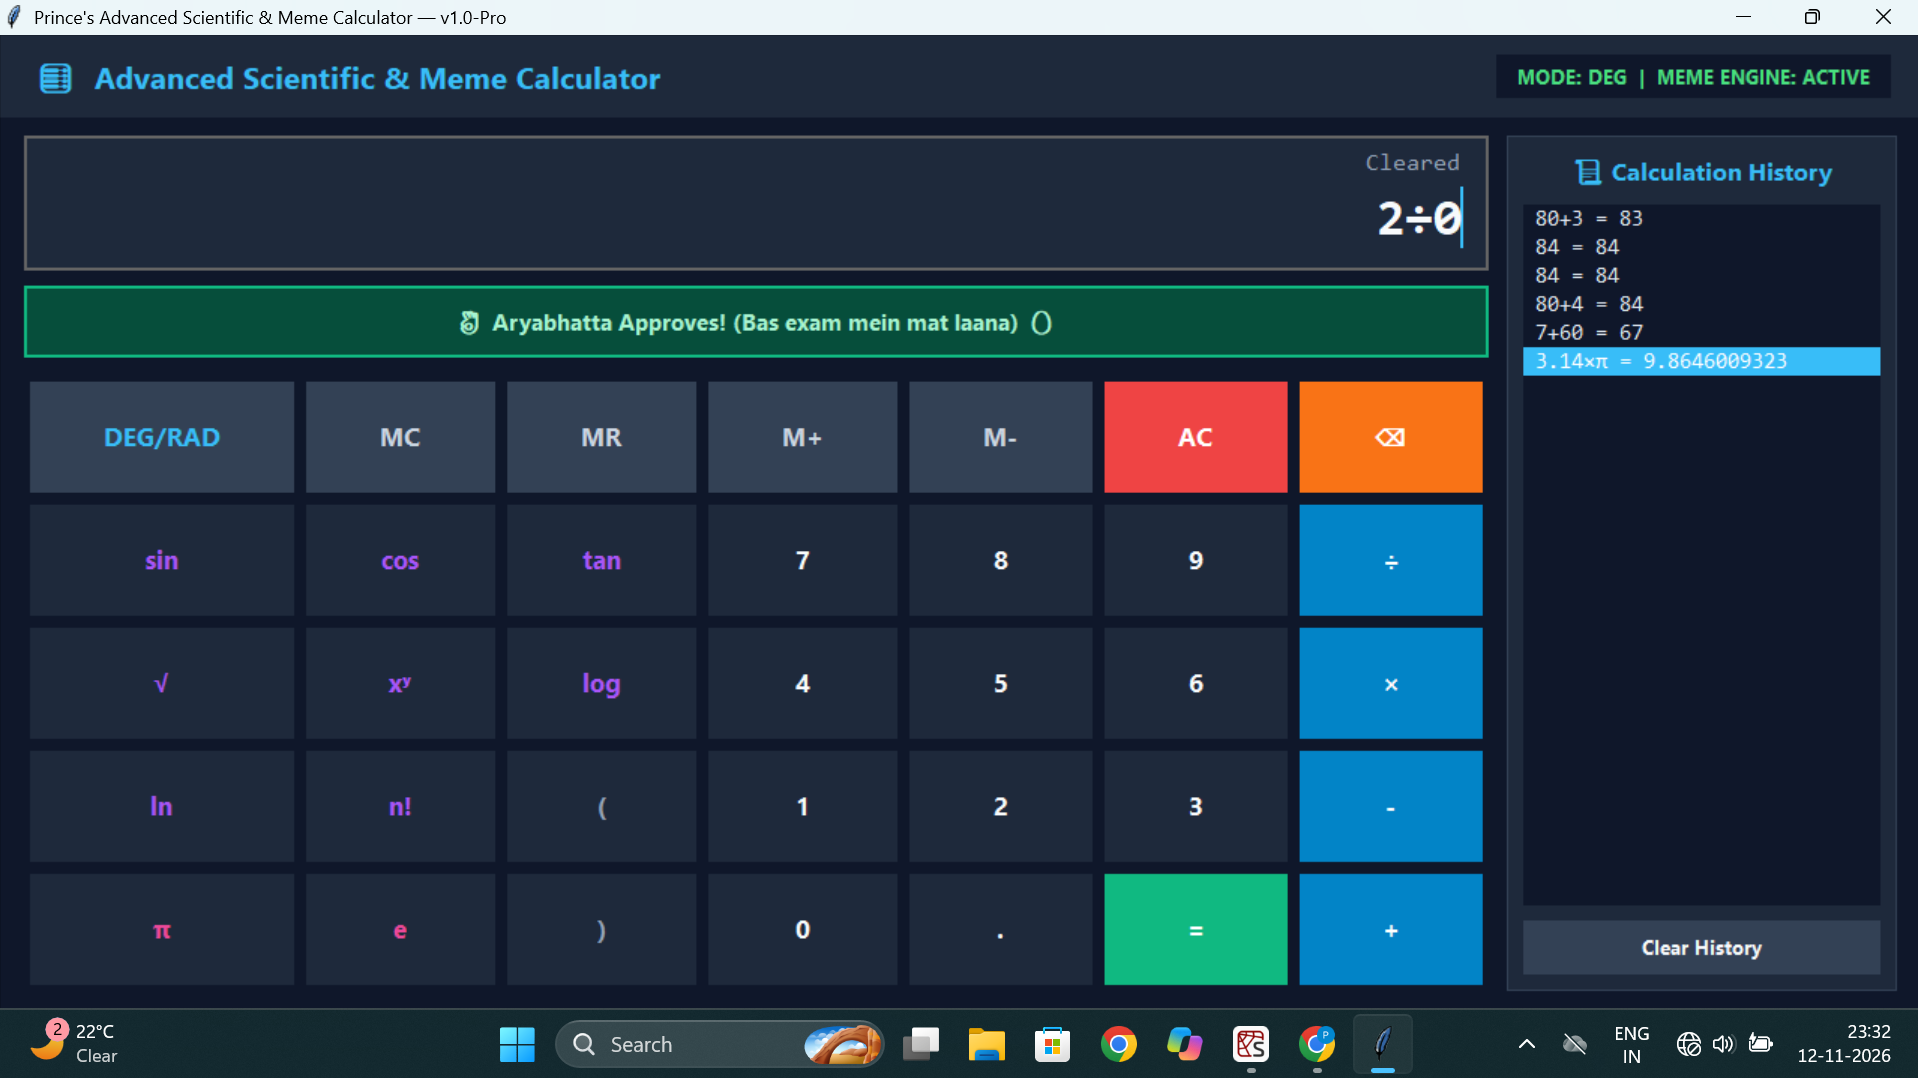 Prince's Advanced Scientific & Meme Calculator — v1.0-Pro
Advanced Scientific & Meme Calculator
MODE: DEG | MEME ENGINE: ACTIVE
Cleared
2÷0
Aryabhatta Approves! (Bas exam mein mat laana)
DEG/RAD MC MR M+ M- AC ⌫
sin cos tan 7 8 9 ÷
√ xʸ log 4 5 6 ×
ln n! ( 1 2 3 -
π e ) 0 . = +
Calculation History
80+3 = 83
84 = 84
84 = 84
80+4 = 84
7+60 = 67
3.14×π = 9.8646009323
Clear History
2
22°C
Clear
Search
P
ENG
IN
23:32
12-11-2026